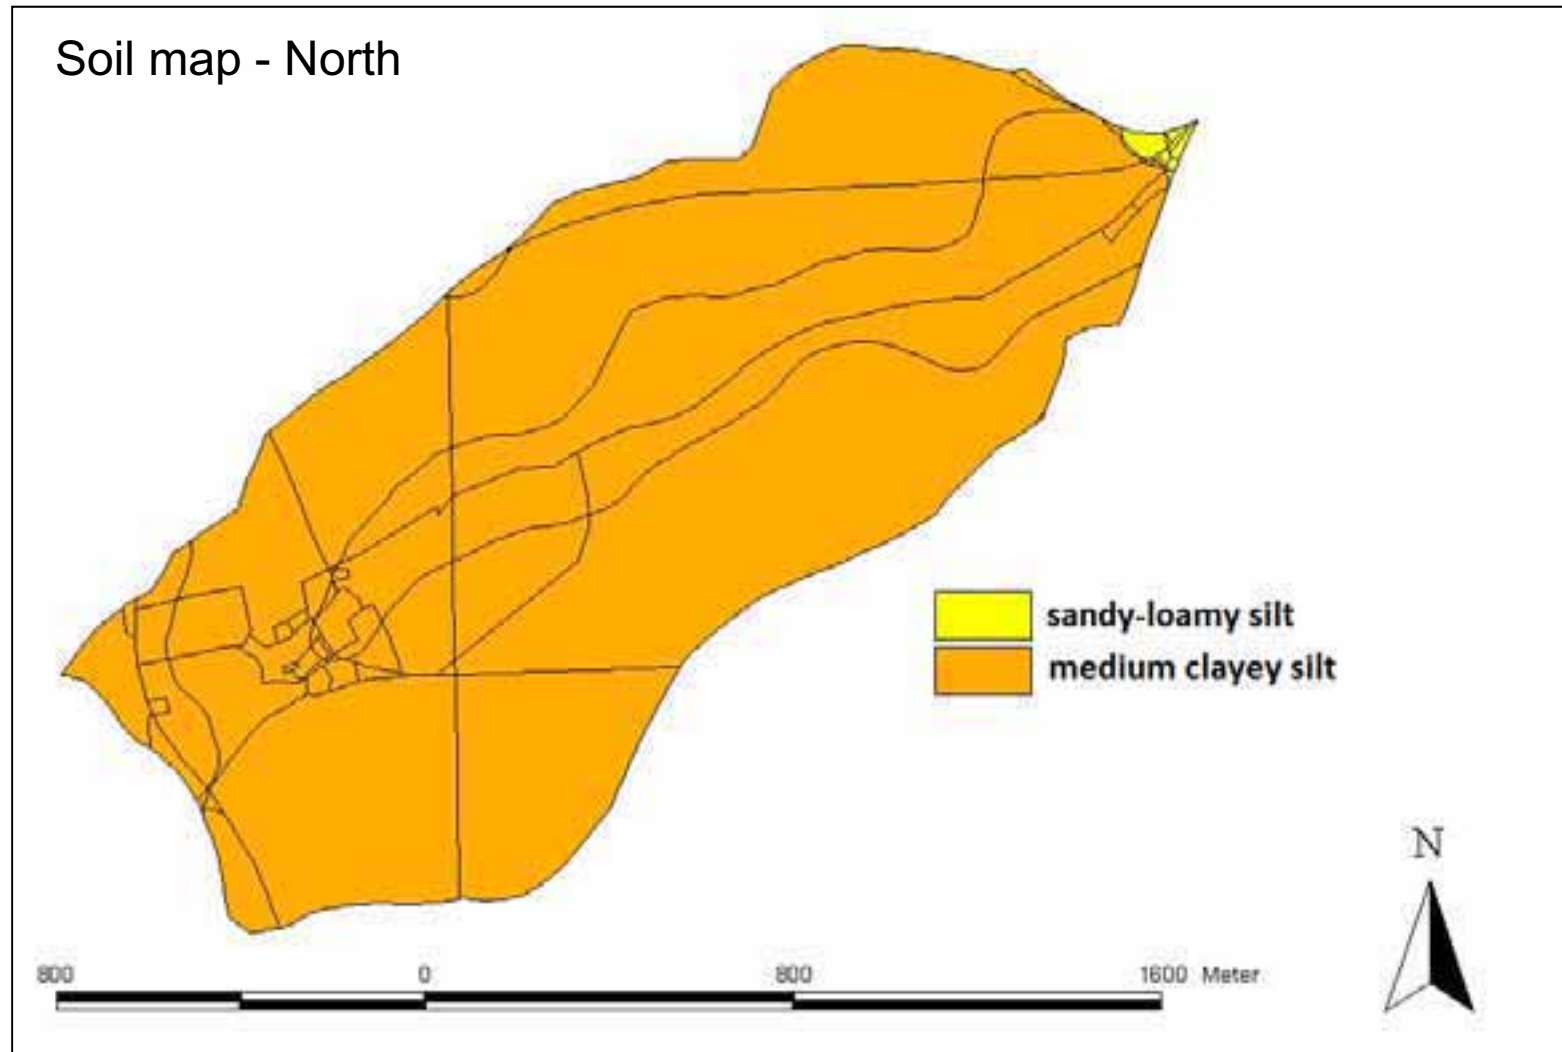 Soil map - North
sandy-loamy silt
medium clayey silt
N
800 0 800 1600 Meter